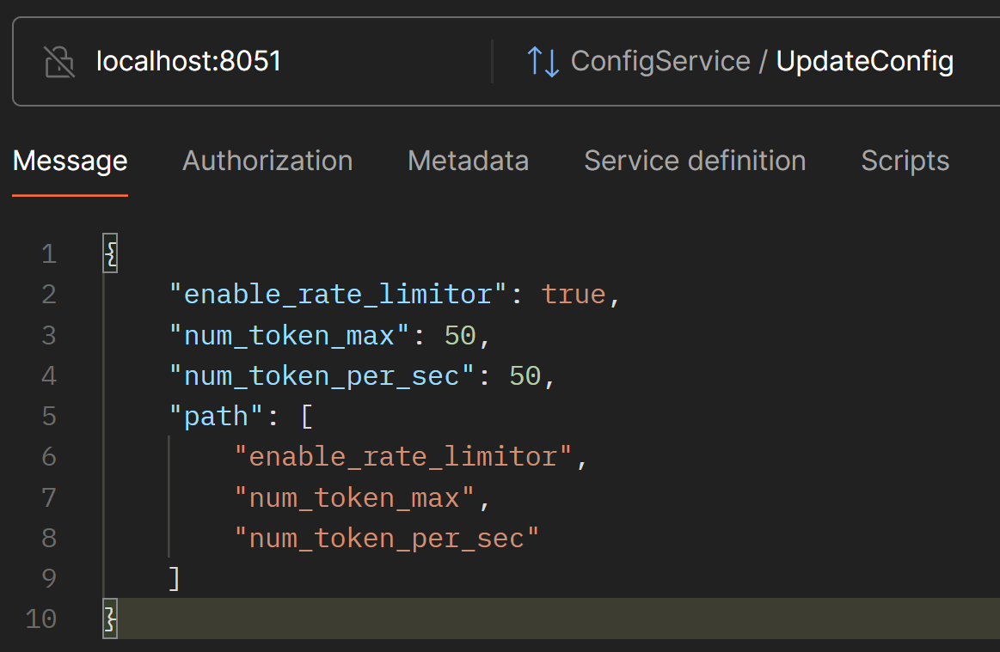 localhost:8051 ConfigService / UpdateConfig
Message Authorization Metadata Service definition Scripts
1 {
2 "enable_rate_limitor": true,
3 "num_token_max": 50,
4 "num_token_per_sec": 50,
5 "path": [
6 "enable_rate_limitor",
7 "num_token_max",
8 "num_token_per_sec"
9 ]
10 }